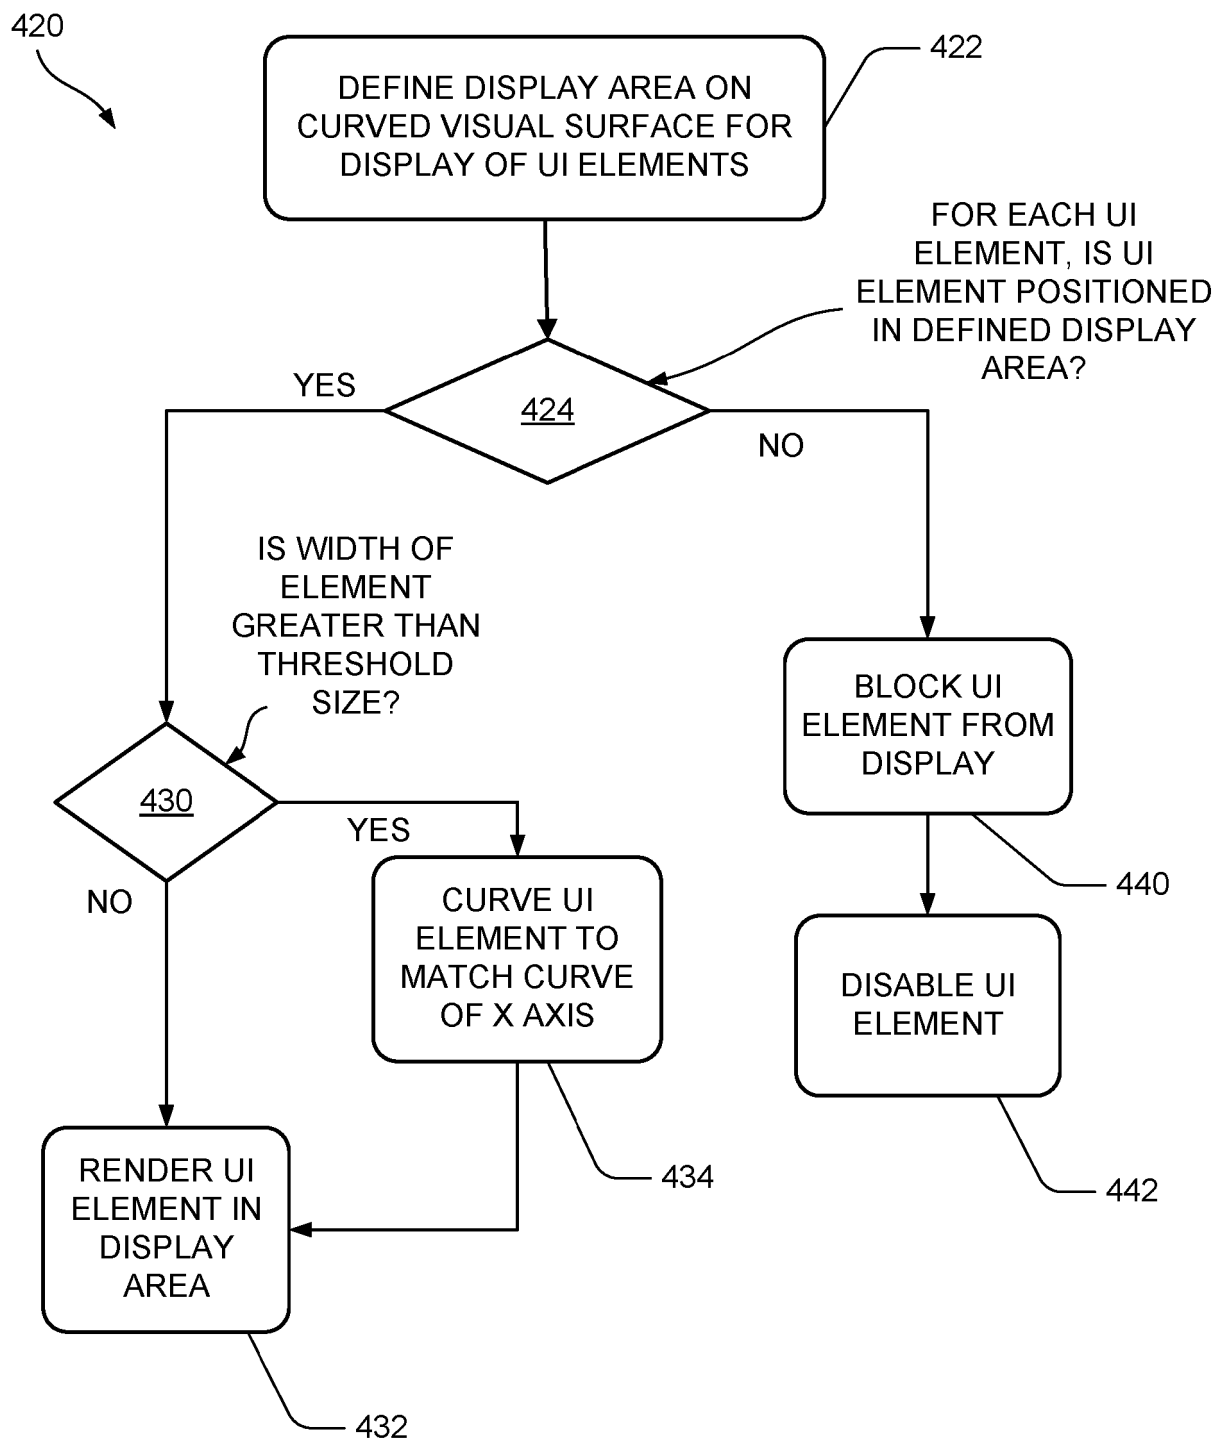 420
DEFINE DISPLAY AREA ON
CURVED VISUAL SURFACE FOR
DISPLAY OF UI ELEMENTS
422
FOR EACH UI
ELEMENT, IS UI
ELEMENT POSITIONED
IN DEFINED DISPLAY
AREA?
YES
424
NO
IS WIDTH OF
ELEMENT
GREATER THAN
THRESHOLD
SIZE?
BLOCK UI
ELEMENT FROM
DISPLAY
430
YES
NO
440
CURVE UI
ELEMENT TO
MATCH CURVE
OF X AXIS
DISABLE UI
ELEMENT
434
442
RENDER UI
ELEMENT IN
DISPLAY
AREA
432